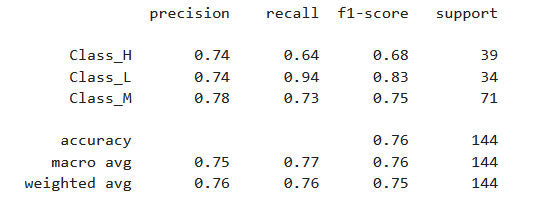 precision recall f1-score support
Class_H 0.74 0.64 0.68 39
Class_L 0.74 0.94 0.83 34
Class_M 0.78 0.73 0.75 71
accuracy 0.76 144
macro avg 0.75 0.77 0.76 144
weighted avg 0.76 0.76 0.75 144